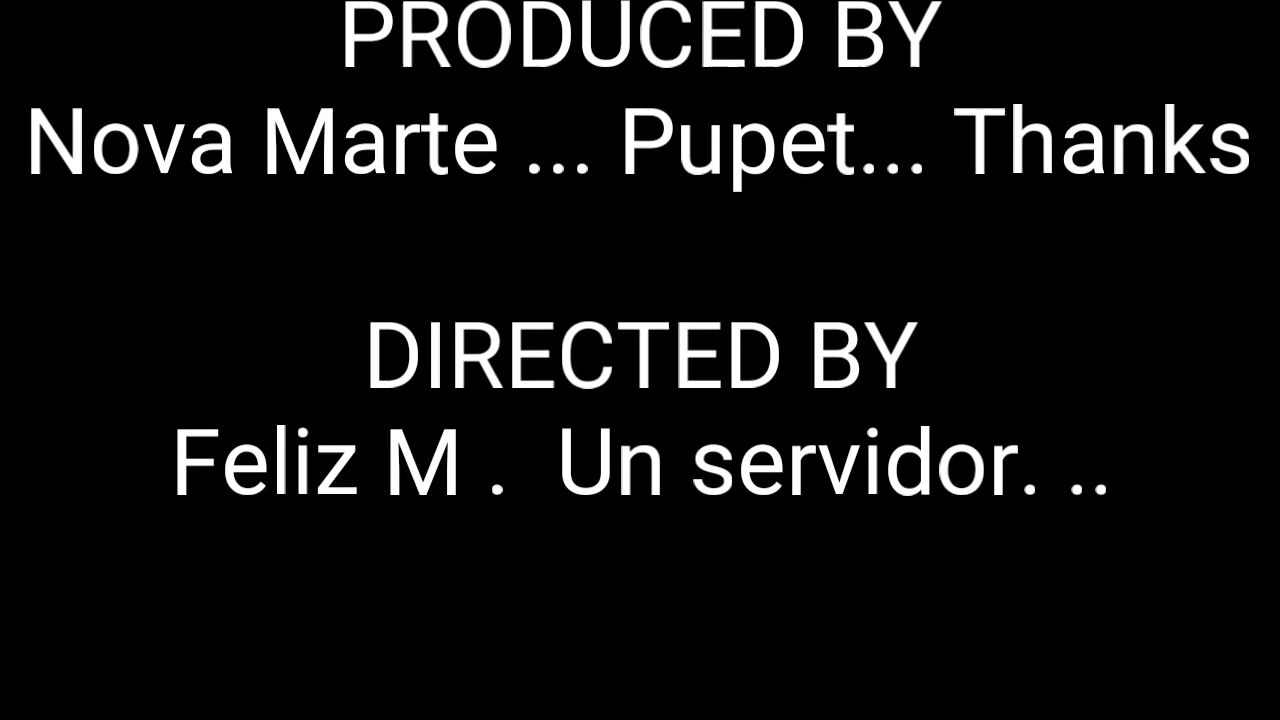 PRODUCED BY
Nova Marte ... Pupet... Thanks
DIRECTED BY
Feliz M .  Un servidor. ..